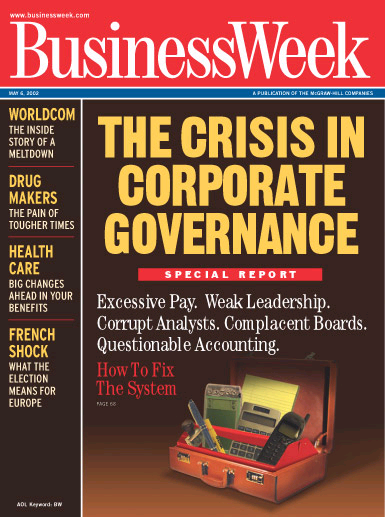 www.businessweek.com
BusinessWeek
MAY 6, 2002
A PUBLICATION OF THE McGRAW-HILL COMPANIES
WORLDCOM
THE INSIDE
STORY OF A
MELTDOWN
DRUG
MAKERS
THE PAIN OF
TOUGHER TIMES
HEALTH
CARE
BIG CHANGES
AHEAD IN YOUR
BENEFITS
FRENCH
SHOCK
WHAT THE
ELECTION
MEANS FOR
EUROPE
AOL Keyword: BW
THE CRISIS IN
CORPORATE
GOVERNANCE
SPECIAL REPORT
Excessive Pay. Weak Leadership.
Corrupt Analysts. Complacent Boards.
Questionable Accounting.
How To Fix
The System
PAGE 68